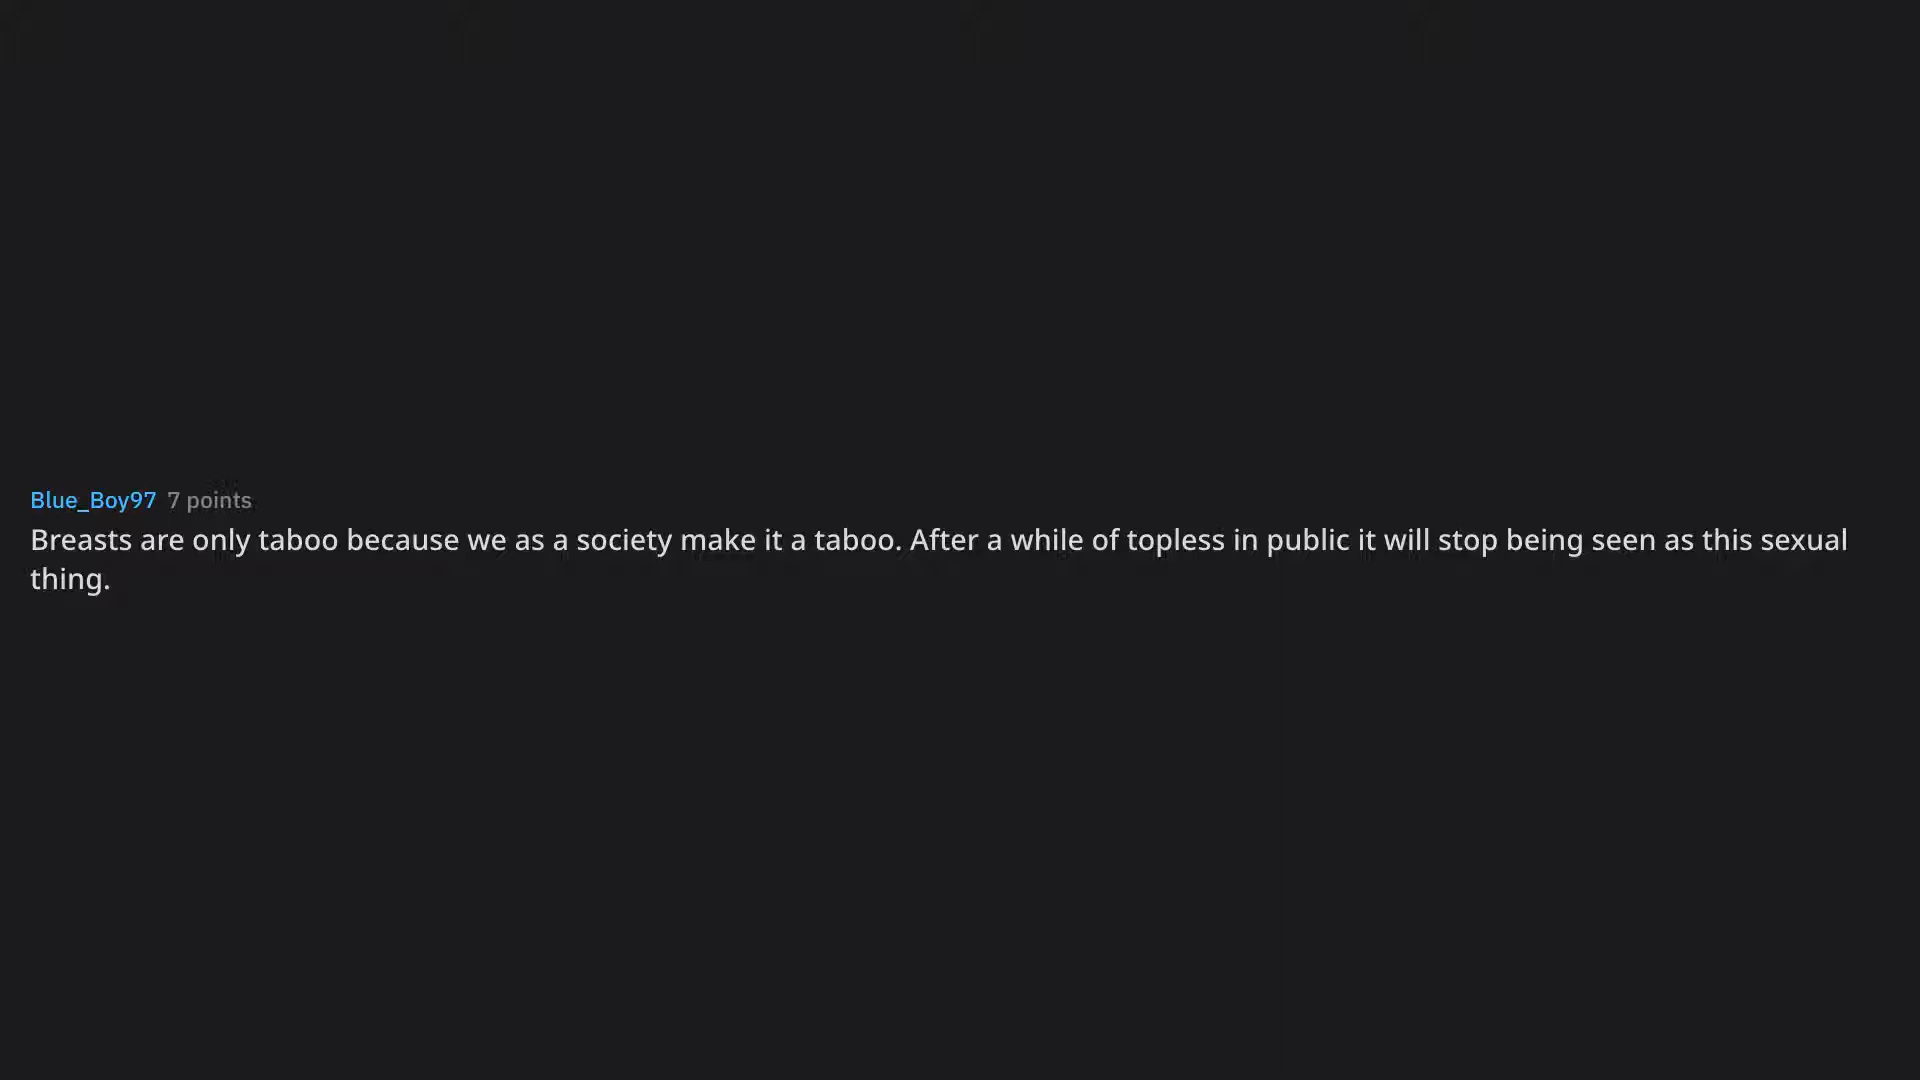 Blue_Boy97 7 points
Breasts are only taboo because we as a society make it a taboo. After a while of topless in public it will stop being seen as this sexual
thing.